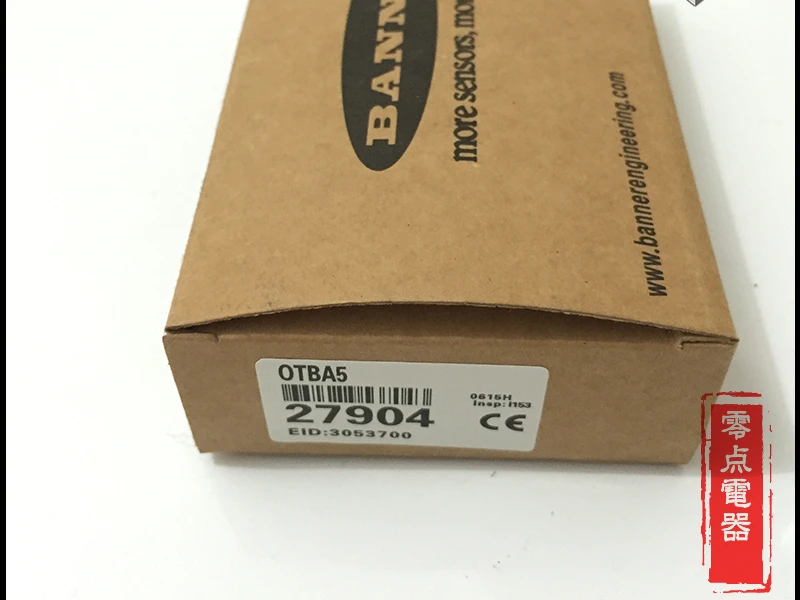 BANN
more sensors, mo
www.bannerengineering.com
OTBA5
27904
EID:3053700
0615H
Insp: I153
CE
零点電器